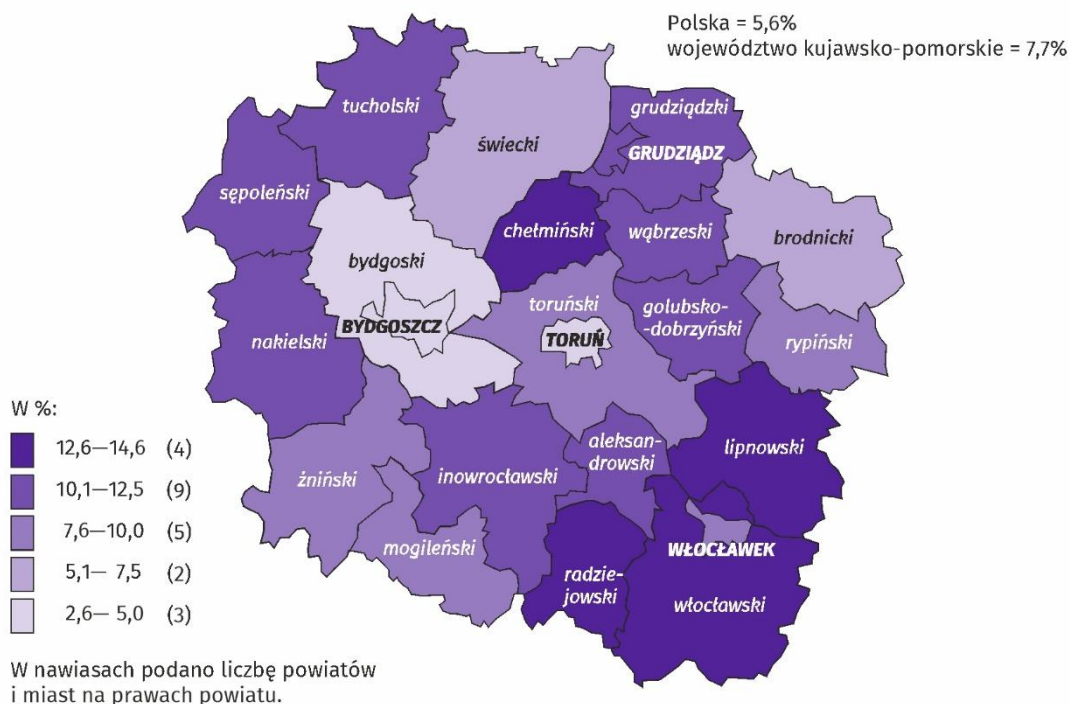 Polska = 5,6%
województwo kujawsko-pomorskie = 7,7%
tucholski
grudziądzki
świecki
GRUDZIĄDZ
sępoleński
chełmiński
wąbrzeski
brodnicki
bydgoski
toruński
golubsko-
-dobrzyński
BYDGOSZCZ
TORUŃ
nakielski
rypiński
W %:
12,6—14,6 (4)
10,1—12,5 (9)
7,6—10,0 (5)
5,1— 7,5 (2)
2,6— 5,0 (3)
aleksan-
drowski
lipnowski
żniński
inowrocławski
mogileński
WŁOCŁAWEK
radzie-
jowski
włocławski
W nawiasach podano liczbę powiatów
i miast na prawach powiatu.